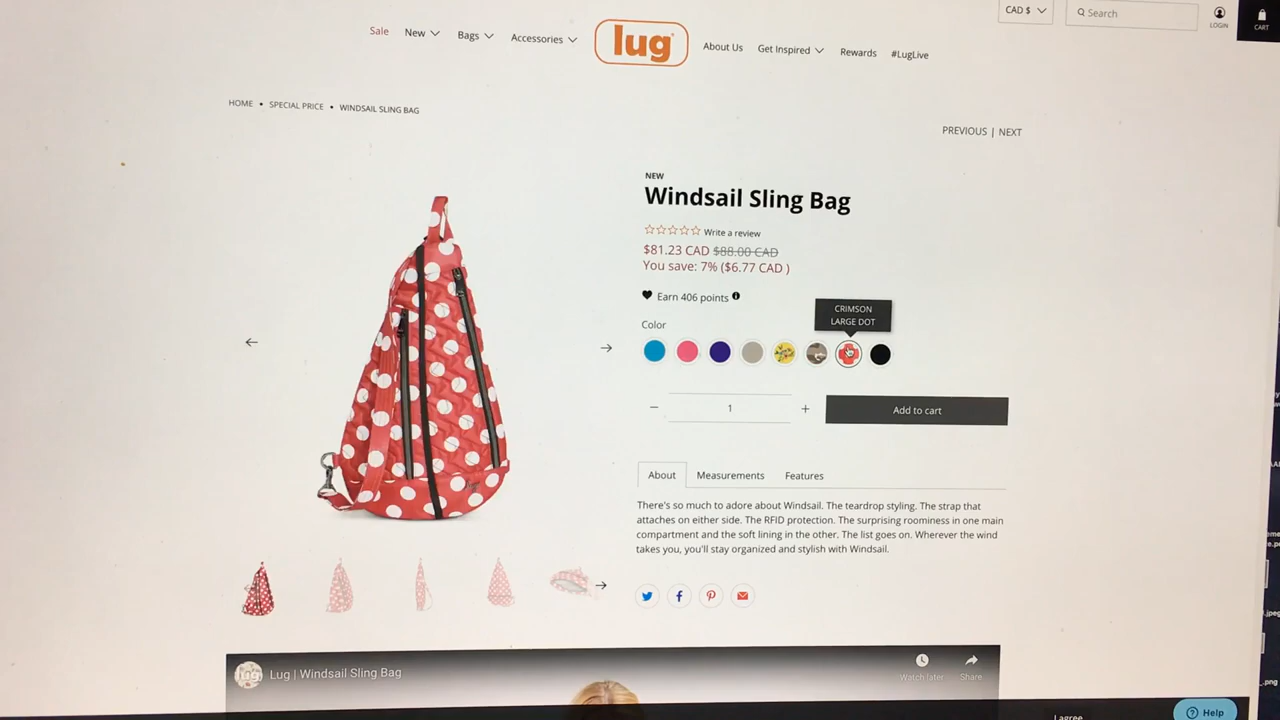 Sale New Bags Accessories lug About Us Get Inspired Rewards #LugLive CAD $ Search LOGIN CART
HOME • SPECIAL PRICE • WINDSAIL SLING BAG
PREVIOUS | NEXT
NEW
Windsail Sling Bag
Write a review
$81.23 CAD $88.00 CAD
You save: 7% ($6.77 CAD )
Earn 406 points
CRIMSON
LARGE DOT
Color
− 1 + Add to cart
About Measurements Features
There's so much to adore about Windsail. The teardrop styling. The strap that
attaches on either side. The RFID protection. The surprising roominess in one main
compartment and the soft lining in the other. The list goes on. Wherever the wind
takes you, you'll stay organized and stylish with Windsail.
lug Lug | Windsail Sling Bag
Watch later Share
I agree
Help
.jpeg
.png